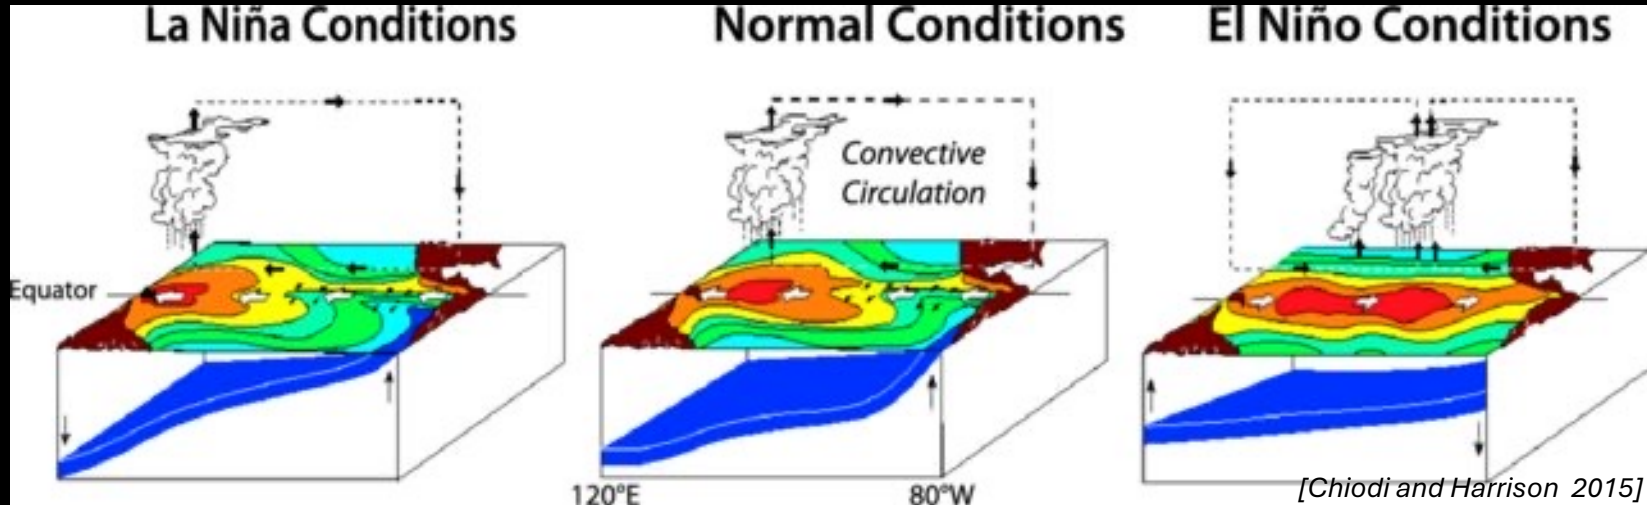 La Niña Conditions
Normal Conditions
El Niño Conditions
Convective
Circulation
Equator
120°E
80°W
[Chiodi and Harrison 2015]